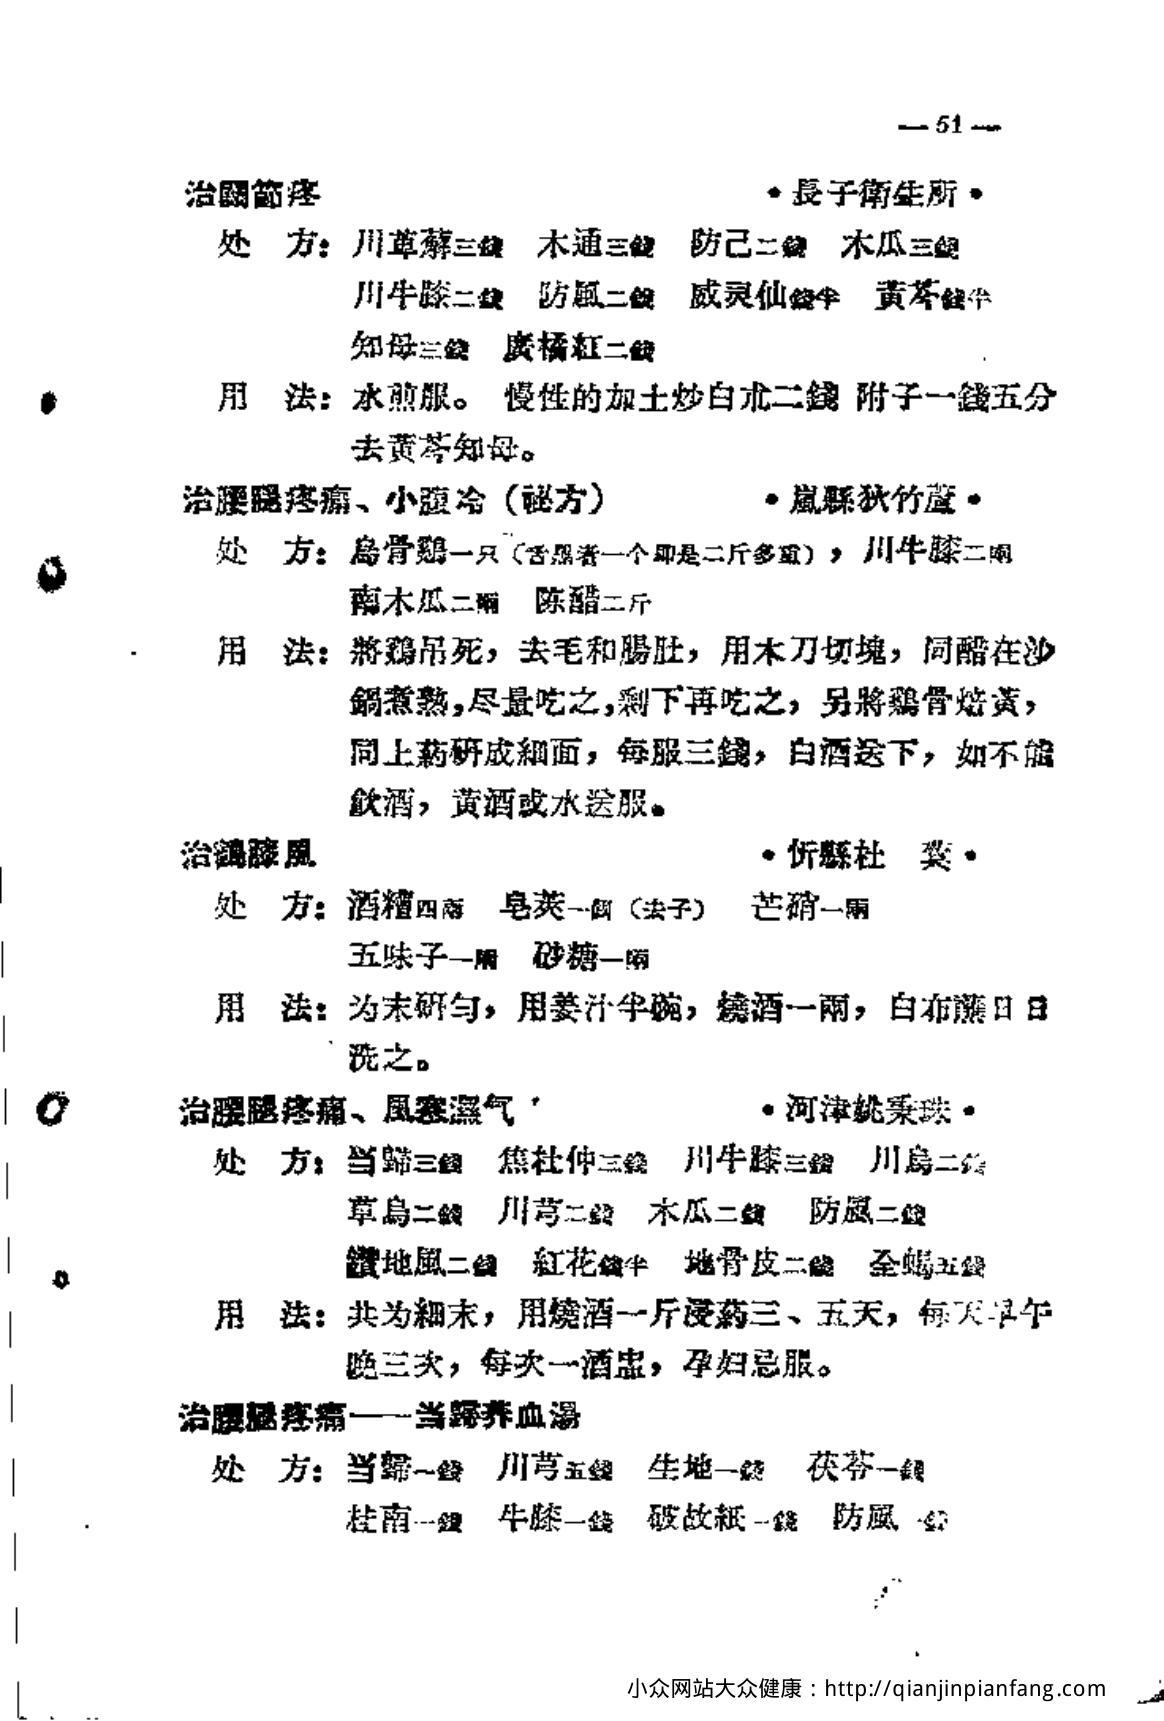 — 51 —
治關節疼 •長子衛生所•
处 方：川萆薢三錢 木通三錢 防己二錢 木瓜三錢
川牛膝二錢 防風二錢 威灵仙錢半 黃芩錢半
知母三錢 廣橘紅二錢
用 法：水煎服。 慢性的加土炒白朮二錢 附子一錢五分
去黃芩知母。
治腰腿疼痛、小腹冷（祕方） •嵐縣狄竹蘆•
处 方：烏骨鷄一只（舌黑者一个卽是二斤多重），川牛膝二兩
南木瓜二兩 陈醋二斤
用 法：將鷄吊死，去毛和腸肚，用木刀切塊，同醋在沙
鍋煮熟，尽量吃之，剩下再吃之，另將鷄骨焙黃，
同上葯研成細面，每服三錢，白酒送下，如不能
飲酒，黃酒或水送服。
治鶴膝風 •忻縣杜
处 方：酒糟四兩 皂莢一個（去子） 芒硝一兩
五味子一兩 砂糖一兩
用 法：为末研匀，用姜汁半碗，燒酒一兩，白布蘸日日
洗之。
治腰腿疼痛、風寒濕气 •河津姚秉珠•
处 方：当歸三錢 焦杜仲三錢 川牛膝三錢 川烏二錢
草烏二錢 川芎二錢 木瓜二錢 防風二錢
鑽地風二錢 紅花錢半 地骨皮二錢 全蝎五錢
用 法：共为細末，用燒酒一斤浸葯三、五天，每天早午
晚三次，每次一酒盅，孕妇忌服。
治腰腿疼痛——当歸养血湯
处 方：当歸一錢 川芎五錢 生地一錢 茯苓一錢
桂南一錢 牛膝一錢 破故紙一錢 防風一錢
小众网站大众健康：http://qianjinpianfang.com